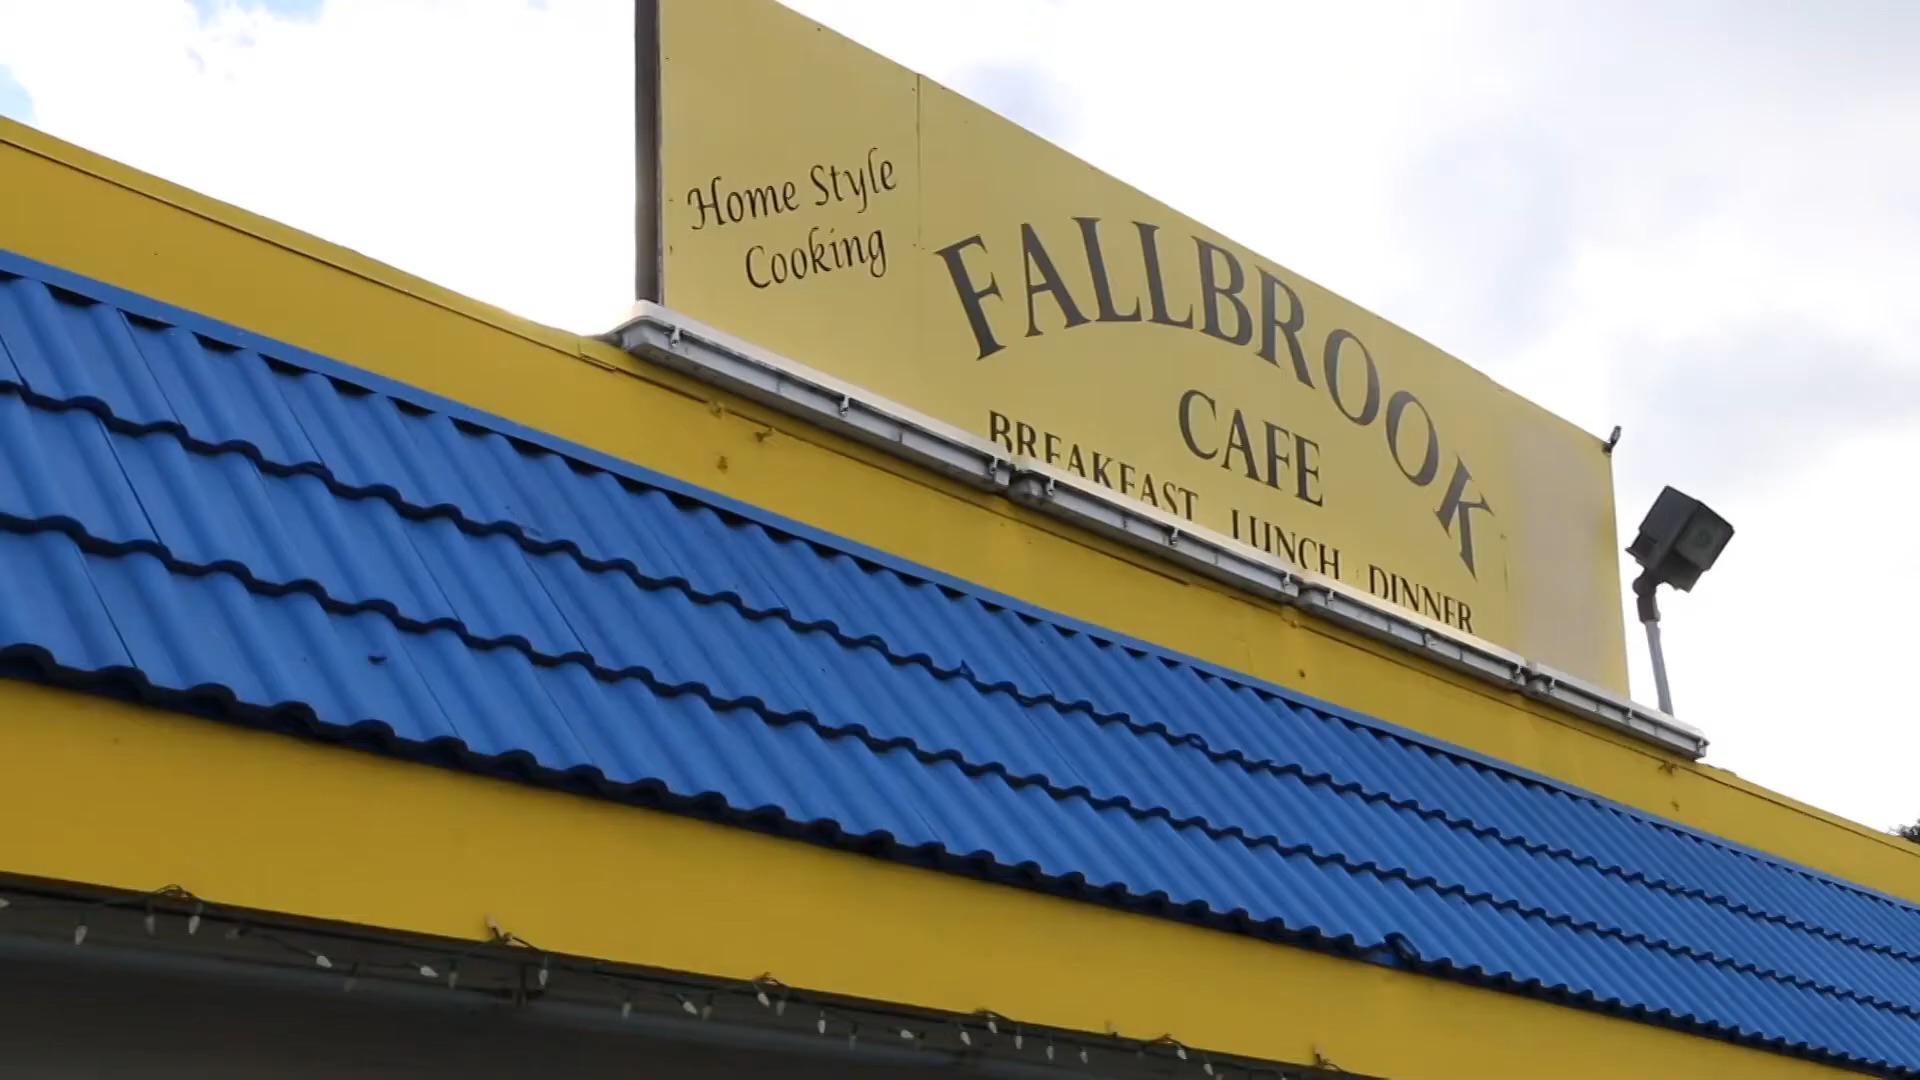 Home Style
Cooking
FALLBROOK
CAFE
BREAKFAST LUNCH DINNER